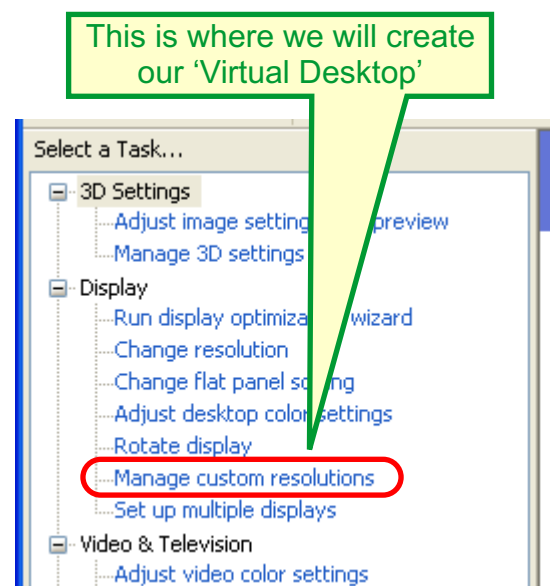 This is where we will create
our ‘Virtual Desktop’
Select a Task...
3D Settings
Adjust image setting preview
Manage 3D settings
Display
Run display optimiza wizard
Change resolution
Change flat panel
Adjust desktop color settings
Rotate display
Manage custom resolutions
Set up multiple displays
Video & Television
Adjust video color settings